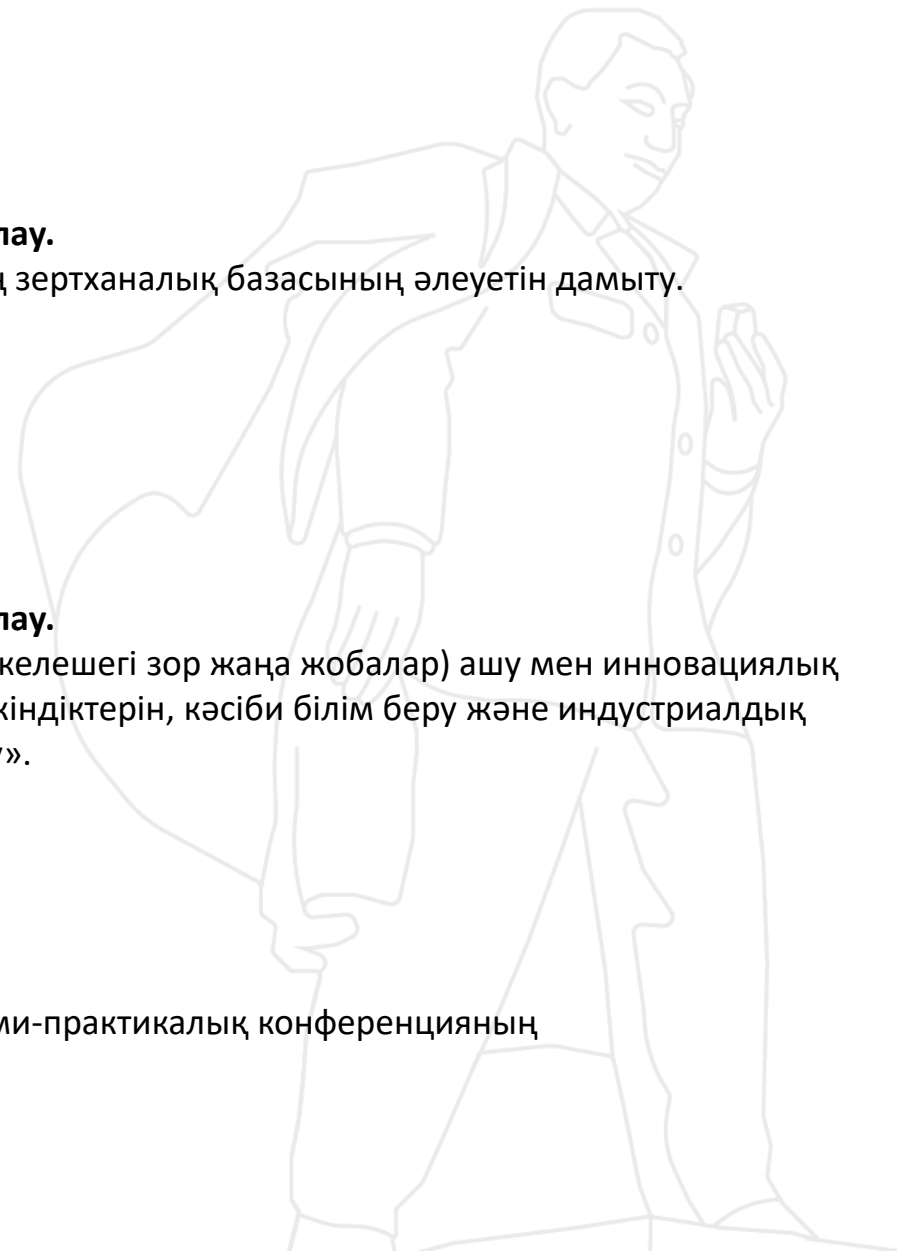 лау.
ң зертханалық базасының әлеуетін дамыту.
лау.
келешегі зор жаңа жобалар) ашу мен инновациялық
кіндіктерін, кәсіби білім беру және индустриалдық
у».
ми-практикалық конференцияның